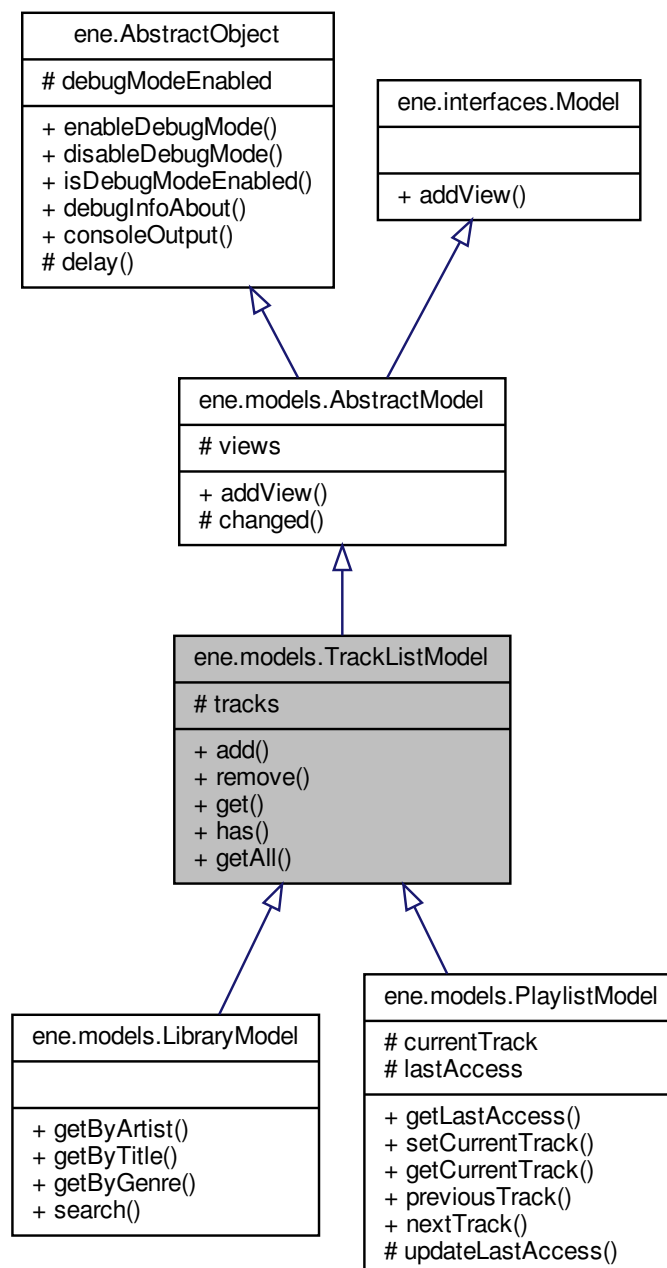 ene.AbstractObject
# debugModeEnabled
+ enableDebugMode()
+ disableDebugMode()
+ isDebugModeEnabled()
+ debugInfoAbout()
+ consoleOutput()
# delay()
ene.interfaces.Model
+ addView()
ene.models.AbstractModel
# views
+ addView()
# changed()
ene.models.TrackListModel
# tracks
+ add()
+ remove()
+ get()
+ has()
+ getAll()
ene.models.LibraryModel
+ getByArtist()
+ getByTitle()
+ getByGenre()
+ search()
ene.models.PlaylistModel
# currentTrack
# lastAccess
+ getLastAccess()
+ setCurrentTrack()
+ getCurrentTrack()
+ previousTrack()
+ nextTrack()
# updateLastAccess()